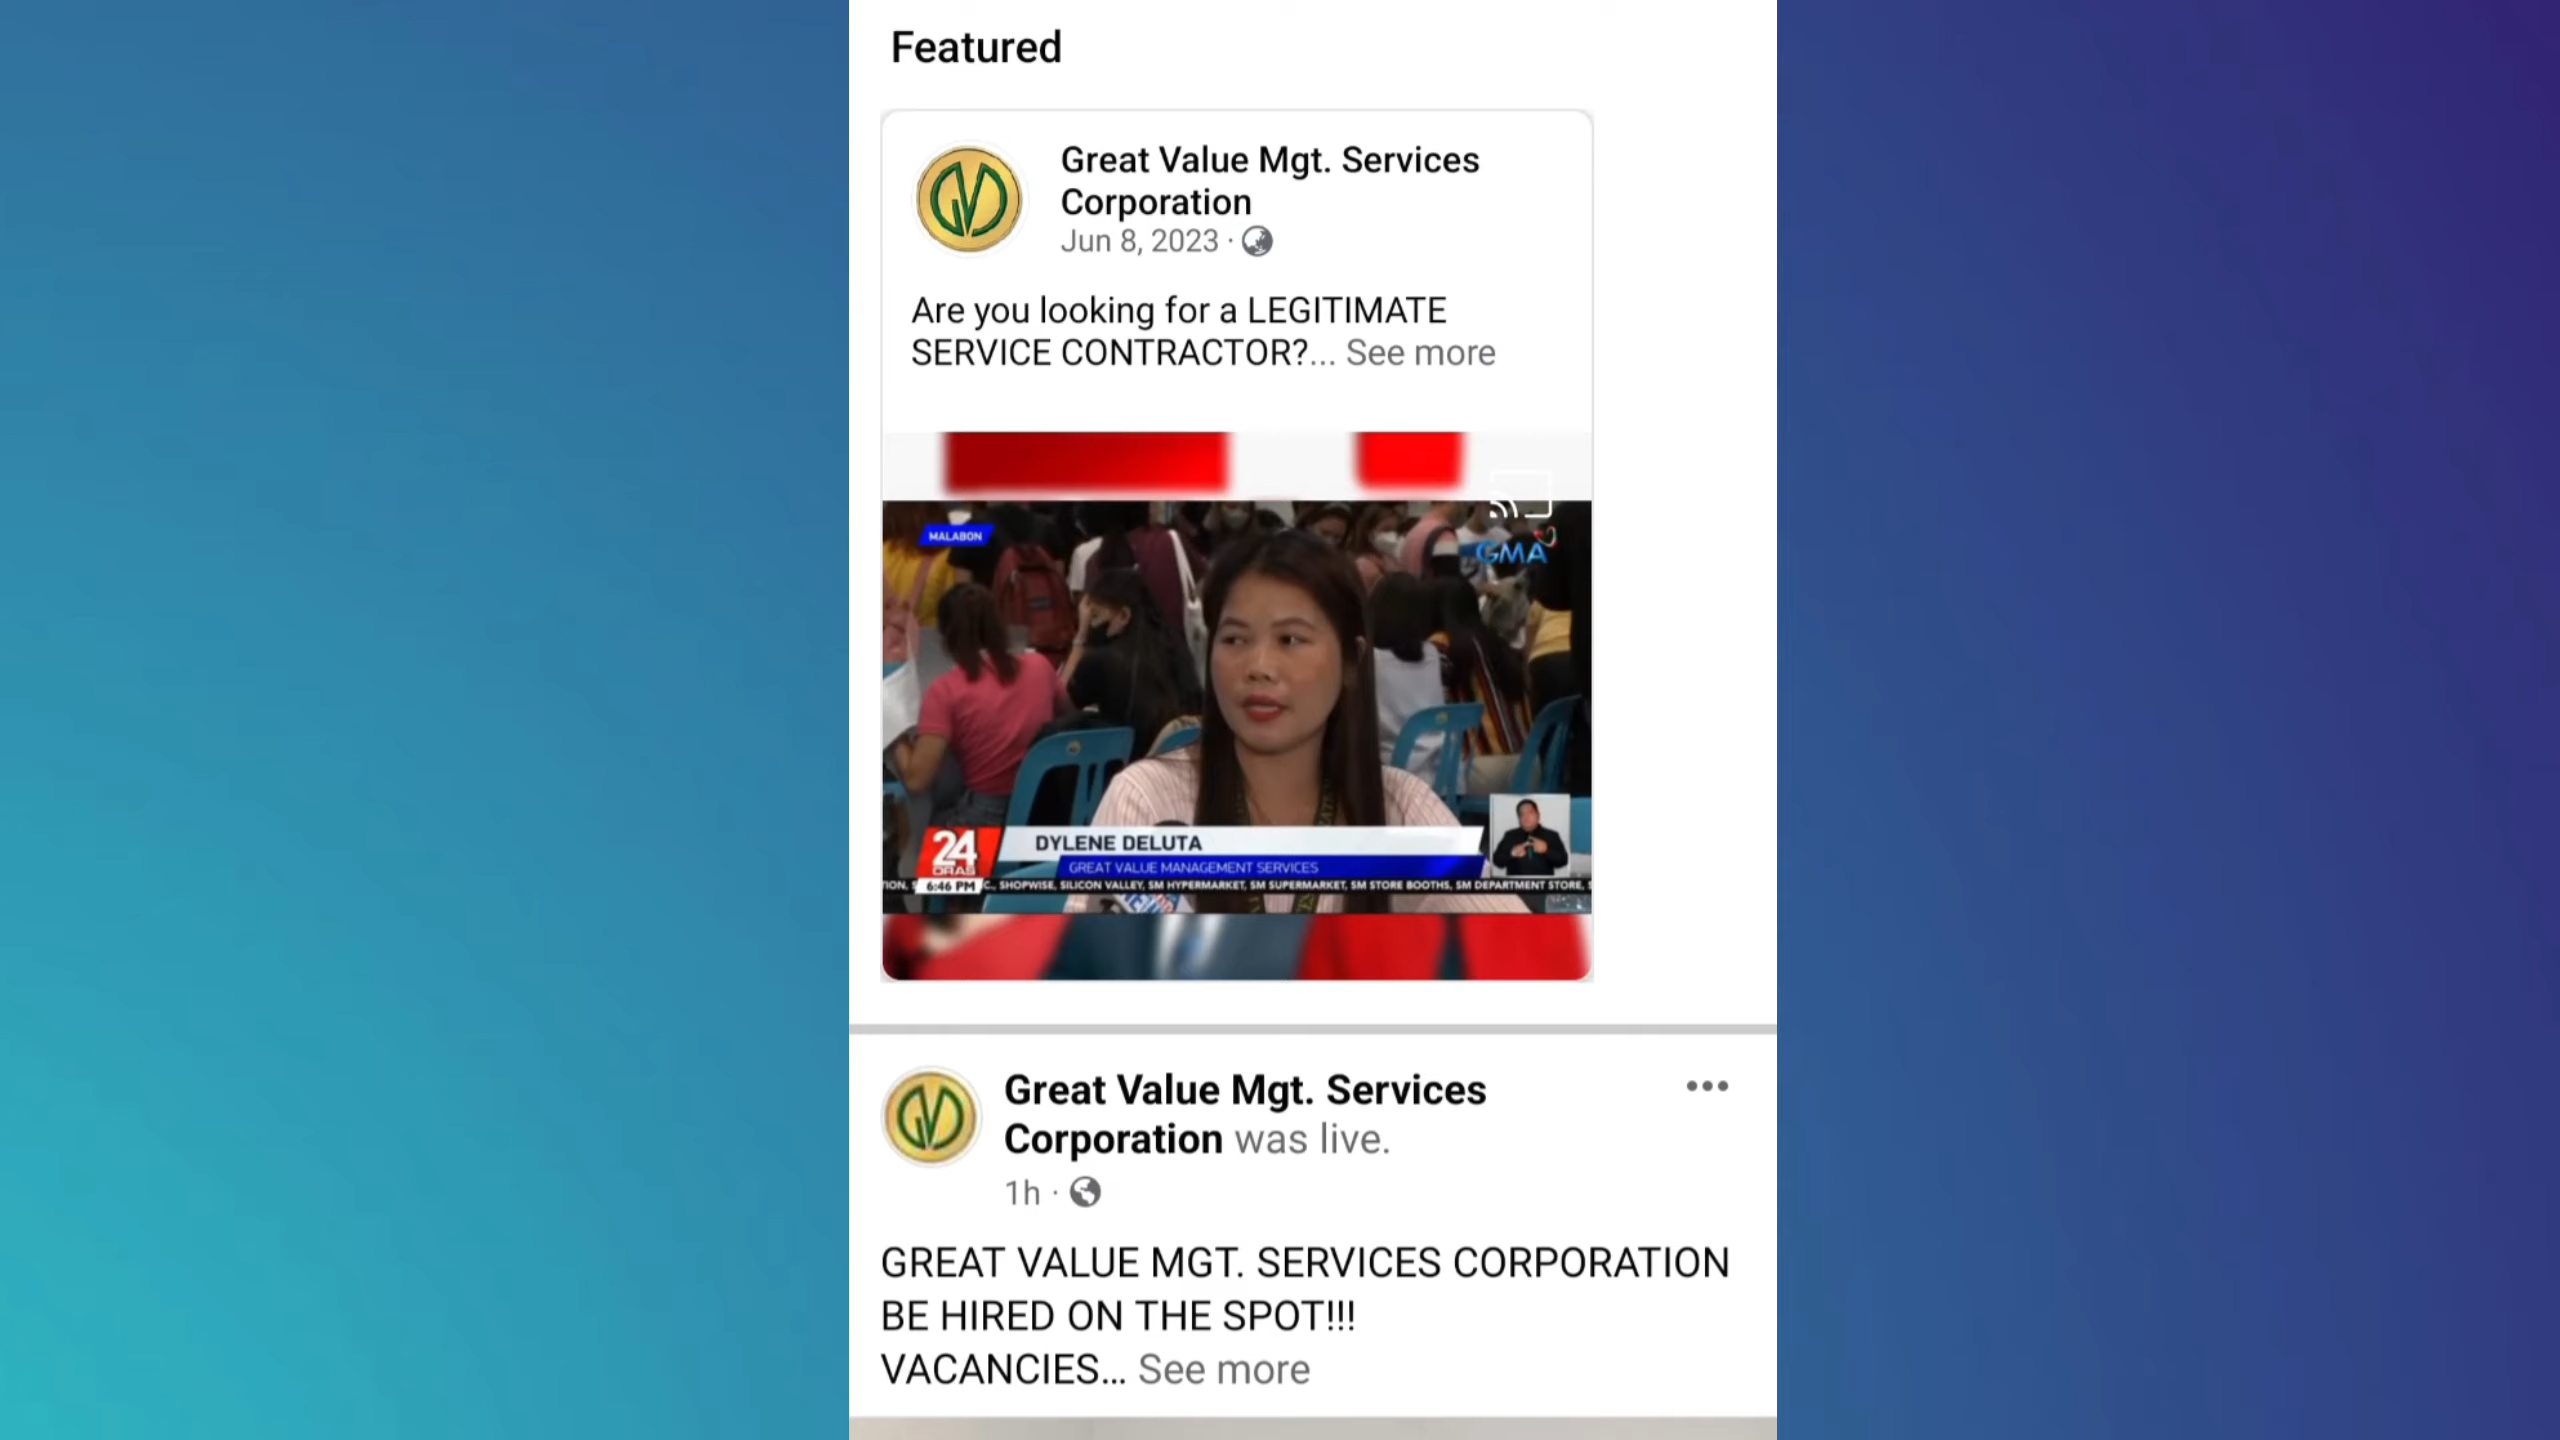 Featured
Great Value Mgt. Services
Corporation
Jun 8, 2023 ·
Are you looking for a LEGITIMATE
SERVICE CONTRACTOR?... See more
MALABON
GMA
24
ORAS
DYLENE DELUTA
GREAT VALUE MANAGEMENT SERVICES
6:46 PM
C., SHOPWISE, SILICON VALLEY, SM HYPERMARKET, SM SUPERMARKET, SM STORE BOOTHS, SM DEPARTMENT STORE,
Great Value Mgt. Services
Corporation was live.
1h ·
GREAT VALUE MGT. SERVICES CORPORATION
BE HIRED ON THE SPOT!!!
VACANCIES... See more